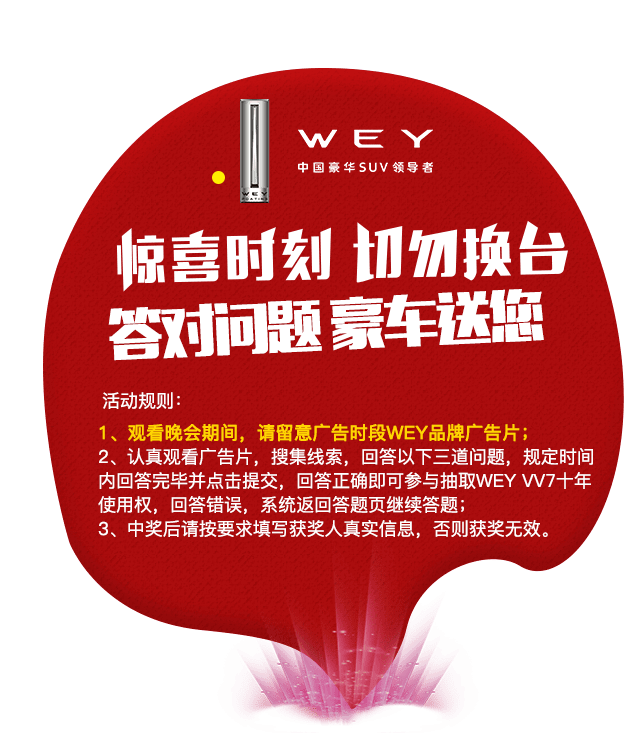 WEY
中国豪华SUV领导者
WEY
惊喜时刻 切勿换台
答对问题 豪车送您
活动规则：
1、观看晚会期间，请留意广告时段WEY品牌广告片；
2、认真观看广告片，搜集线索，回答以下三道问题，规定时间
内回答完毕并点击提交，回答正确即可参与抽取WEY VV7十年
使用权，回答错误，系统返回答题页继续答题；
3、中奖后请按要求填写获奖人真实信息，否则获奖无效。